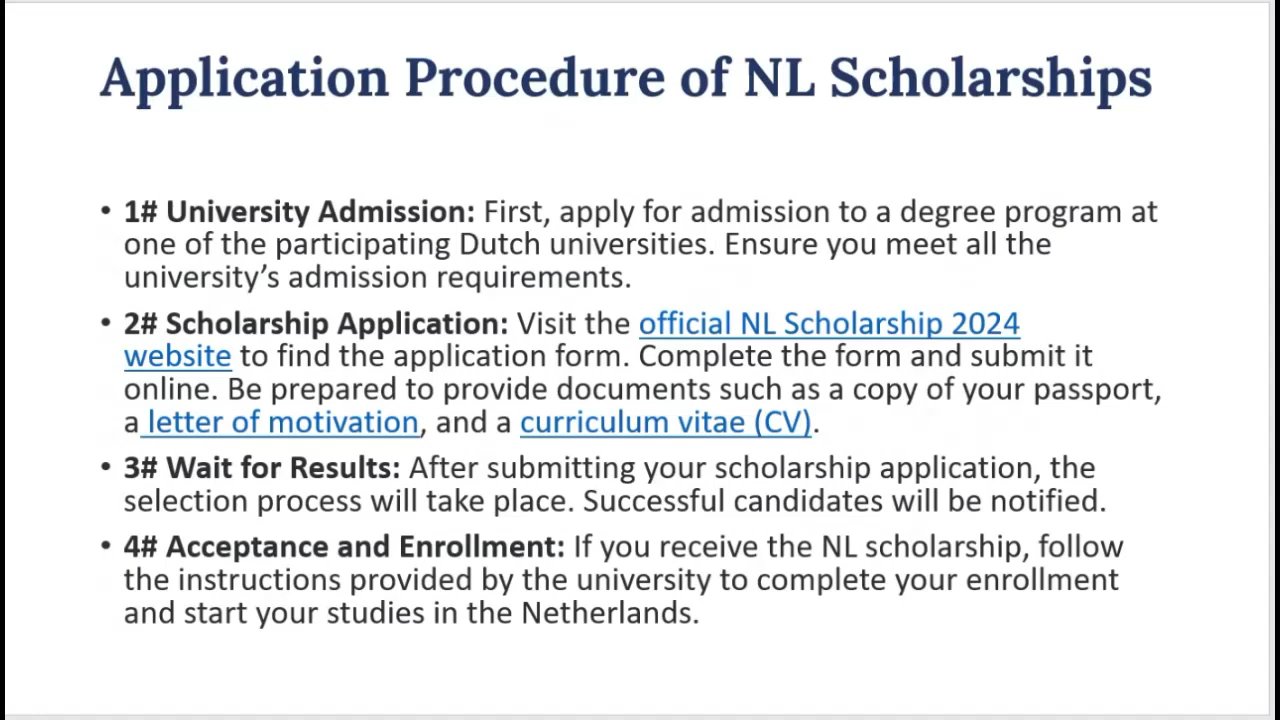 Application Procedure of NL Scholarships
• 1# University Admission: First, apply for admission to a degree program at
one of the participating Dutch universities. Ensure you meet all the
university’s admission requirements.
• 2# Scholarship Application: Visit the official NL Scholarship 2024
website to find the application form. Complete the form and submit it
online. Be prepared to provide documents such as a copy of your passport,
a letter of motivation, and a curriculum vitae (CV).
• 3# Wait for Results: After submitting your scholarship application, the
selection process will take place. Successful candidates will be notified.
• 4# Acceptance and Enrollment: If you receive the NL scholarship, follow
the instructions provided by the university to complete your enrollment
and start your studies in the Netherlands.